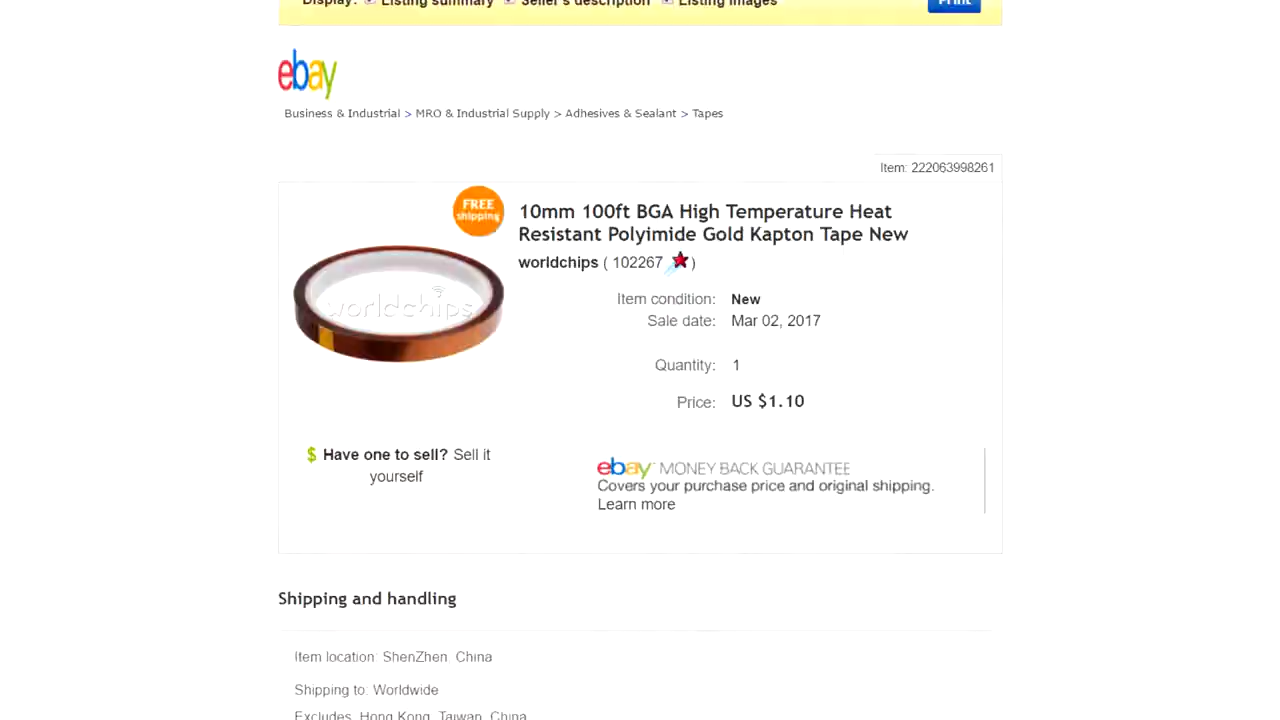 Display: Listing summary Seller's description Listing images Print
ebay
Business & Industrial > MRO & Industrial Supply > Adhesives & Sealant > Tapes
Item: 222063998261
FREE
shipping
10mm 100ft BGA High Temperature Heat
Resistant Polyimide Gold Kapton Tape New
worldchips ( 102267 )
worldchips
Item condition: New
Sale date: Mar 02, 2017
Quantity: 1
Price: US $1.10
$ Have one to sell? Sell it
yourself
ebay MONEY BACK GUARANTEE
Covers your purchase price and original shipping.
Learn more
Shipping and handling
Item location: ShenZhen, China
Shipping to: Worldwide
Excludes: Hong Kong, Taiwan, China